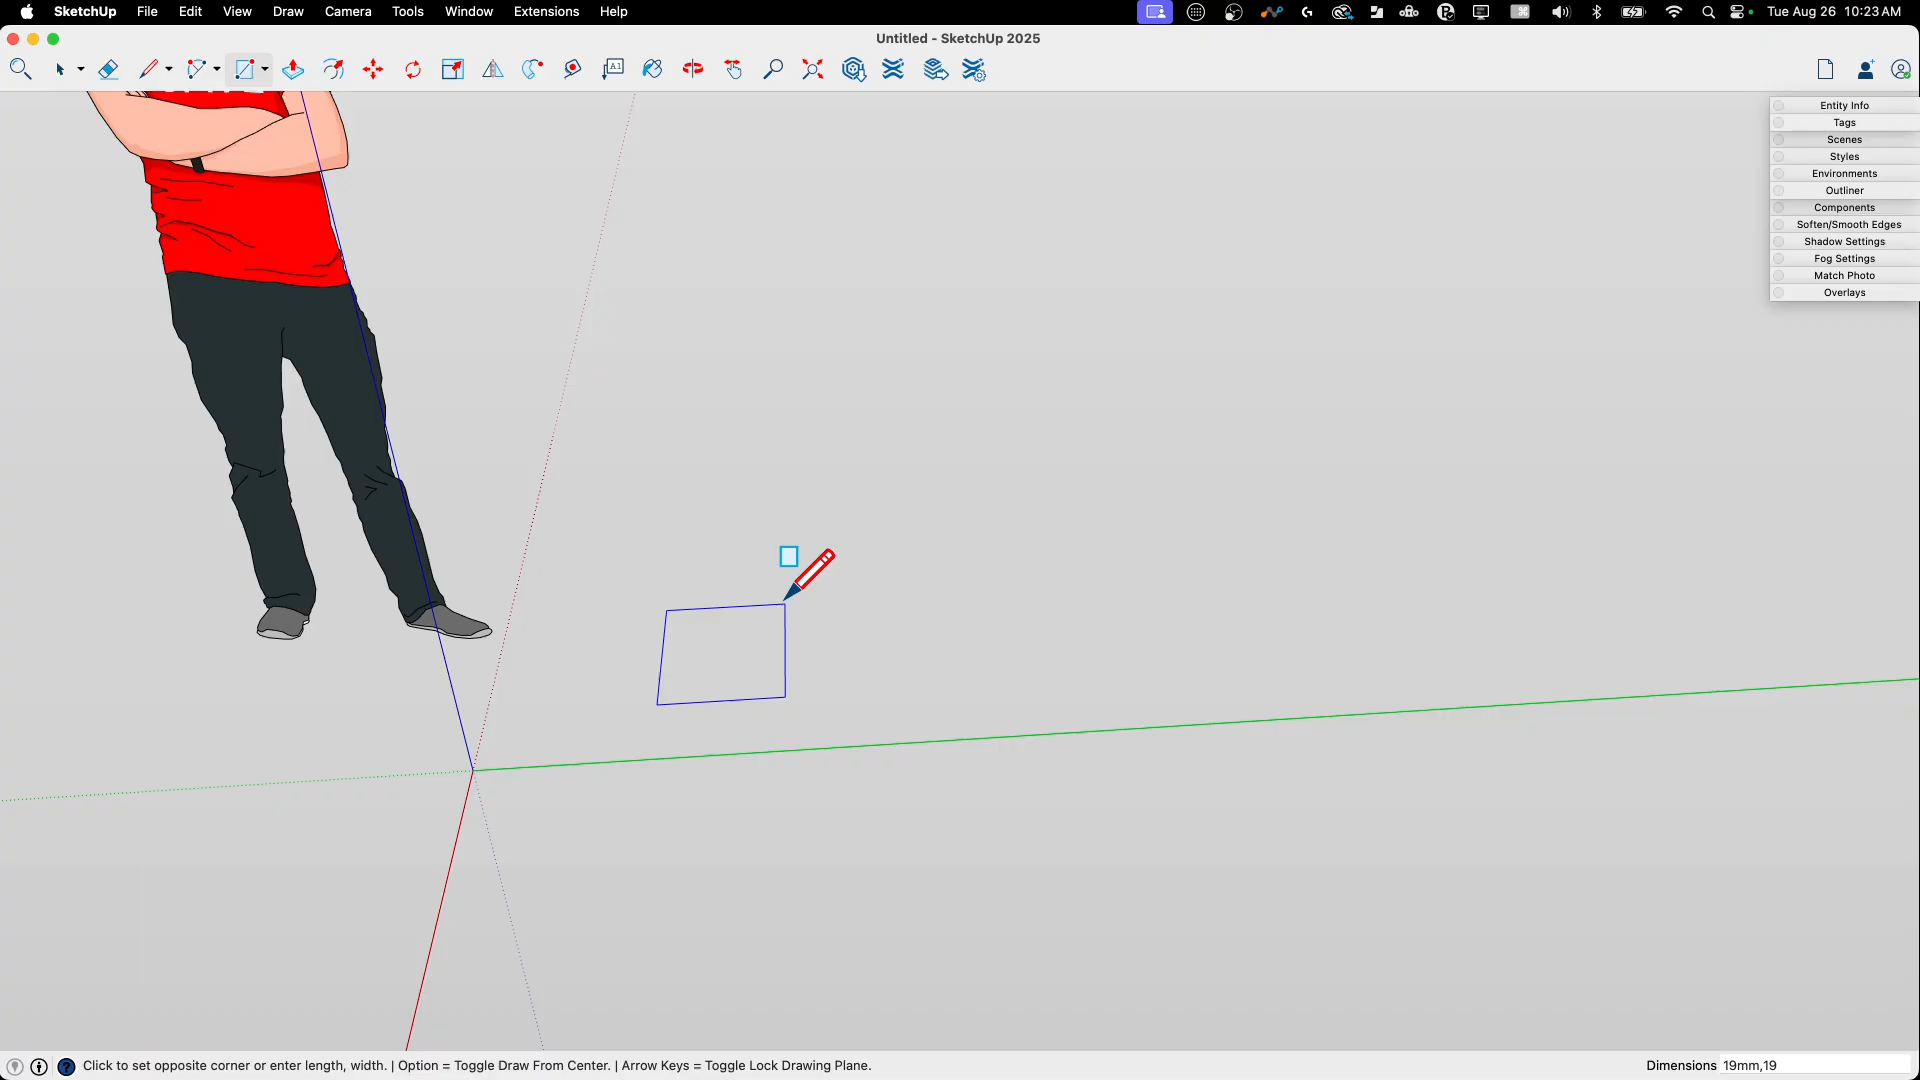 SketchUp File Edit View Draw Camera Tools Window Extensions Help Tue Aug 26 10:23 AM
Untitled - SketchUp 2025
A1
Entity Info
Tags
Scenes
Styles
Environments
Outliner
Components
Soften/Smooth Edges
Shadow Settings
Fog Settings
Match Photo
Overlays
Click to set opposite corner or enter length, width. | Option = Toggle Draw From Center. | Arrow Keys = Toggle Lock Drawing Plane. Dimensions 19mm,19